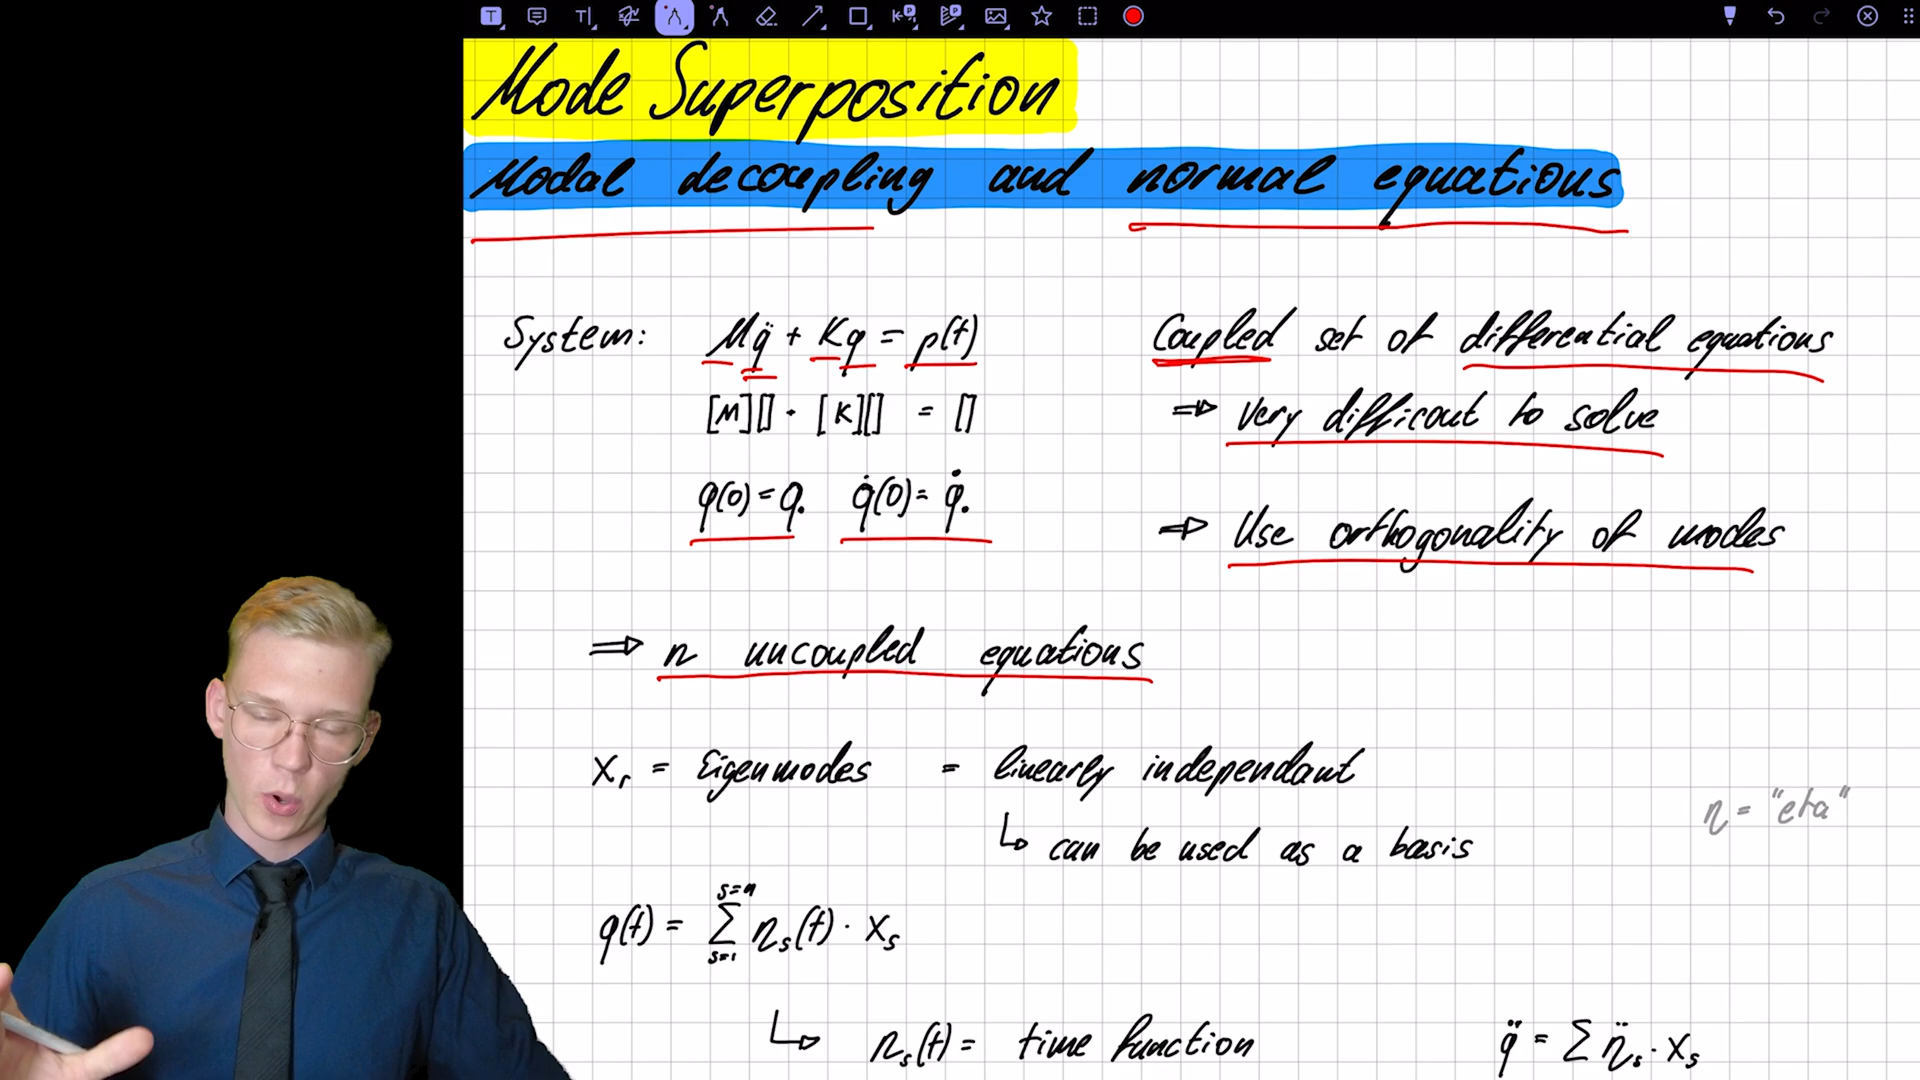 Mode Superposition
Modal decoupling and normal equations
System: Mq̈ + Kq = p(t)
Coupled set of differential equations
[M][] · [K][] = []
⇒ Very difficout to solve
q(0) = q₀ q̇(0) = q̇₀
⇒ Use orthogonality of modes
⇒ n uncoupled equations
xᵣ = Eigenmodes = linearly independant
η = "eta"
↳ can be used as a basis
q(t) = Σ_{s=1}^{s=n} ηₛ(t) · xₛ
↳ ηₛ(t) = time function
q̈ = Σ η̈ₛ · xₛ